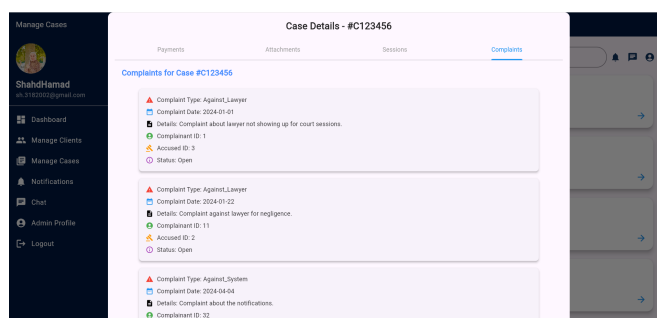 Manage Cases
ShahdHamad
sh.3182002@gmail.com
Dashboard
Manage Clients
Manage Cases
Notifications
Chat
Admin Profile
Logout
Case Details - #C123456
Payments Attachments Sessions Complaints
Complaints for Case #C123456
Complaint Type: Against_Lawyer
Complaint Date: 2024-01-01
Details: Complaint about lawyer not showing up for court sessions.
Complainant ID: 1
Accused ID: 3
Status: Open
Complaint Type: Against_Lawyer
Complaint Date: 2024-01-22
Details: Complaint against lawyer for negligence.
Complainant ID: 11
Accused ID: 2
Status: Open
Complaint Type: Against_System
Complaint Date: 2024-04-04
Details: Complaint about the notifications.
Complainant ID: 32